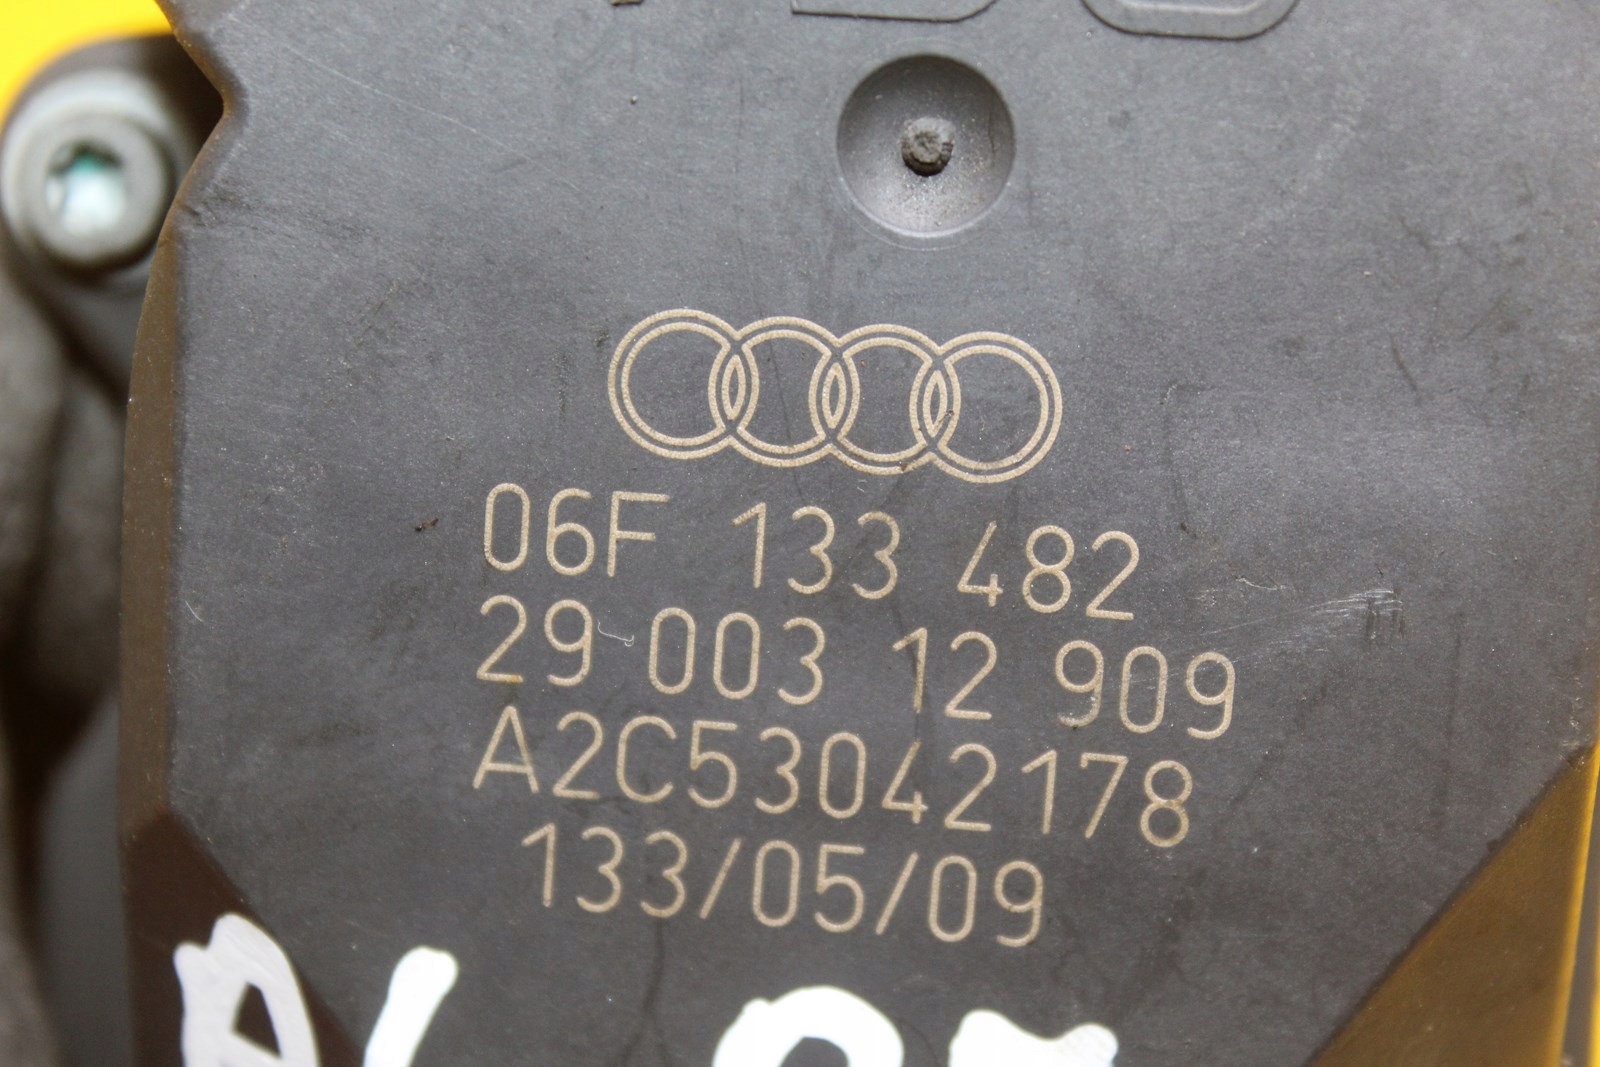 06F 133 482
29 003 12 909
A2C53042178
133/05/09